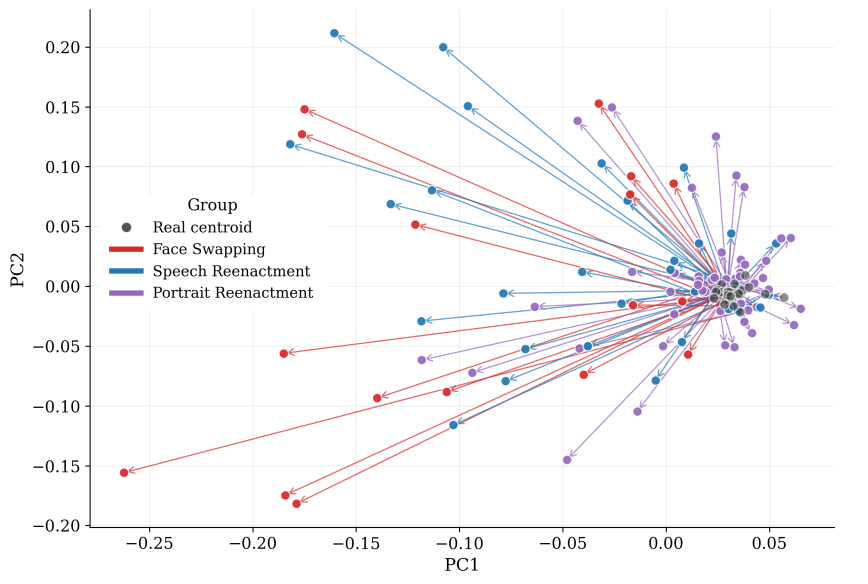 0.20
0.15
0.10
0.05
0.00
−0.05
−0.10
−0.15
−0.20
PC2
Group
Real centroid
Face Swapping
Speech Reenactment
Portrait Reenactment
−0.25 −0.20 −0.15 −0.10 −0.05 0.00 0.05
PC1